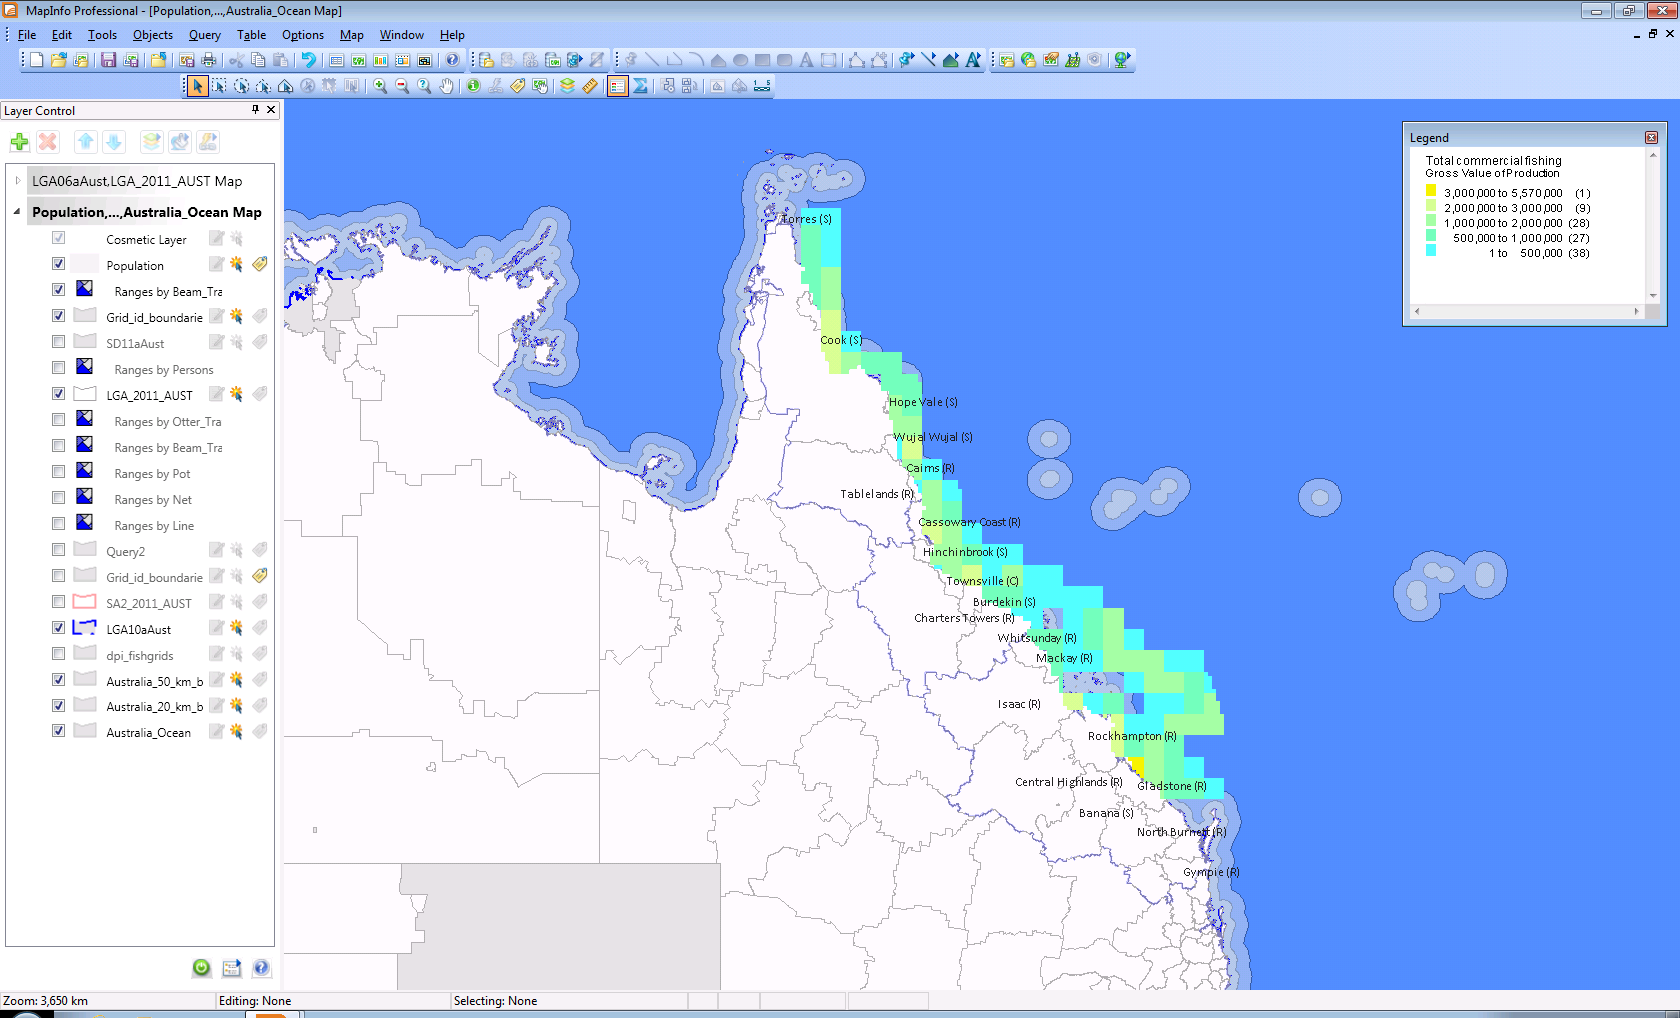 MapInfo Professional - [Population,...,Australia_Ocean Map]
File Edit Tools Objects Query Table Options Map Window Help
Layer Control
LGA06aAust,LGA_2011_AUST Map
Population,...,Australia_Ocean Map
Cosmetic Layer
Population
Ranges by Beam_Tra
Grid_id_boundarie
SD11aAust
Ranges by Persons
LGA_2011_AUST
Ranges by Otter_Tra
Ranges by Beam_Tra
Ranges by Pot
Ranges by Net
Ranges by Line
Query2
Grid_id_boundarie
SA2_2011_AUST
LGA10aAust
dpi_fishgrids
Australia_50_km_b
Australia_20_km_b
Australia_Ocean
Torres (S)
Cook (S)
Hope Vale (S)
Wujal Wujal (S)
Cairns (R)
Tablelands (R)
Cassowary Coast (R)
Hinchinbrook (S)
Townsville (C)
Burdekin (S)
Charters Towers (R)
Whitsunday (R)
Mackay (R)
Isaac (R)
Rockhampton (R)
Central Highlands (R)
Gladstone (R)
Banana (S)
North Burnett (R)
Gympie (R)
Legend
Total commercial fishing
Gross Value of Production
3,000,000 to 5,570,000 (1)
2,000,000 to 3,000,000 (9)
1,000,000 to 2,000,000 (28)
500,000 to 1,000,000 (27)
1 to 500,000 (38)
Zoom: 3,650 km
Editing: None
Selecting: None